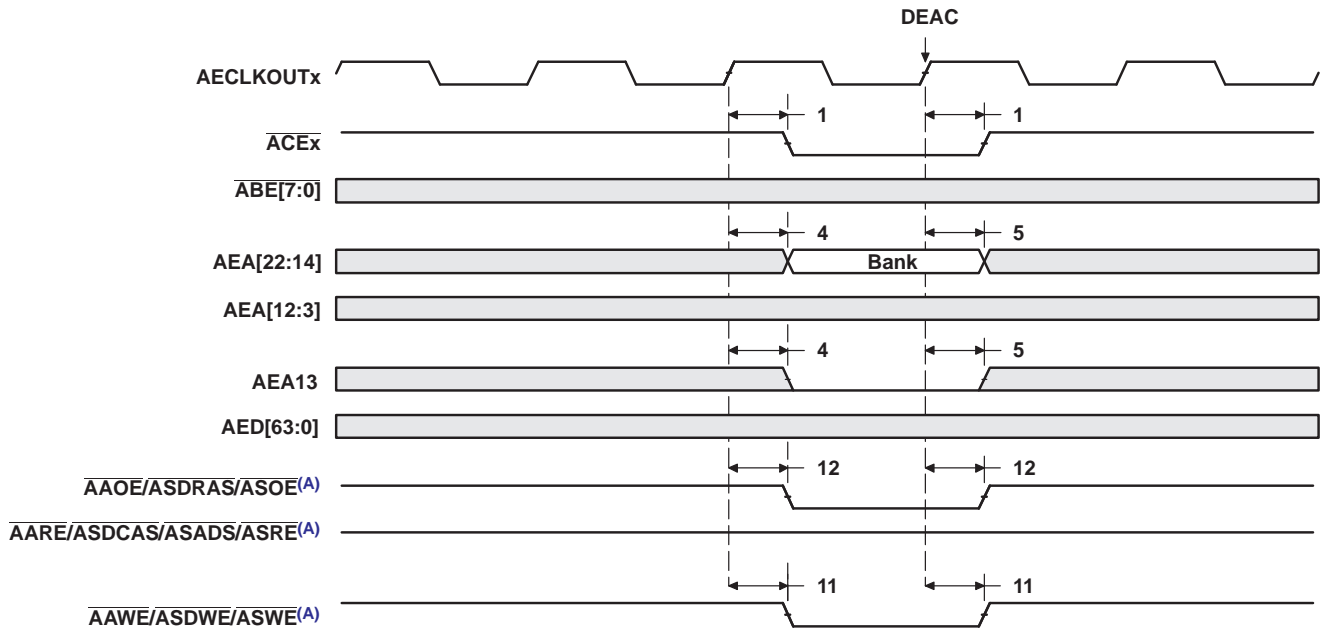 DEAC
AECLKOUTx
1 1
ACEx
ABE[7:0]
4 5
AEA[22:14] Bank
AEA[12:3]
4 5
AEA13
AED[63:0]
12 12
AAOE/ASDRAS/ASOE(A)
AARE/ASDCAS/ASADS/ASRE(A)
11 11
AAWE/ASDWE/ASWE(A)